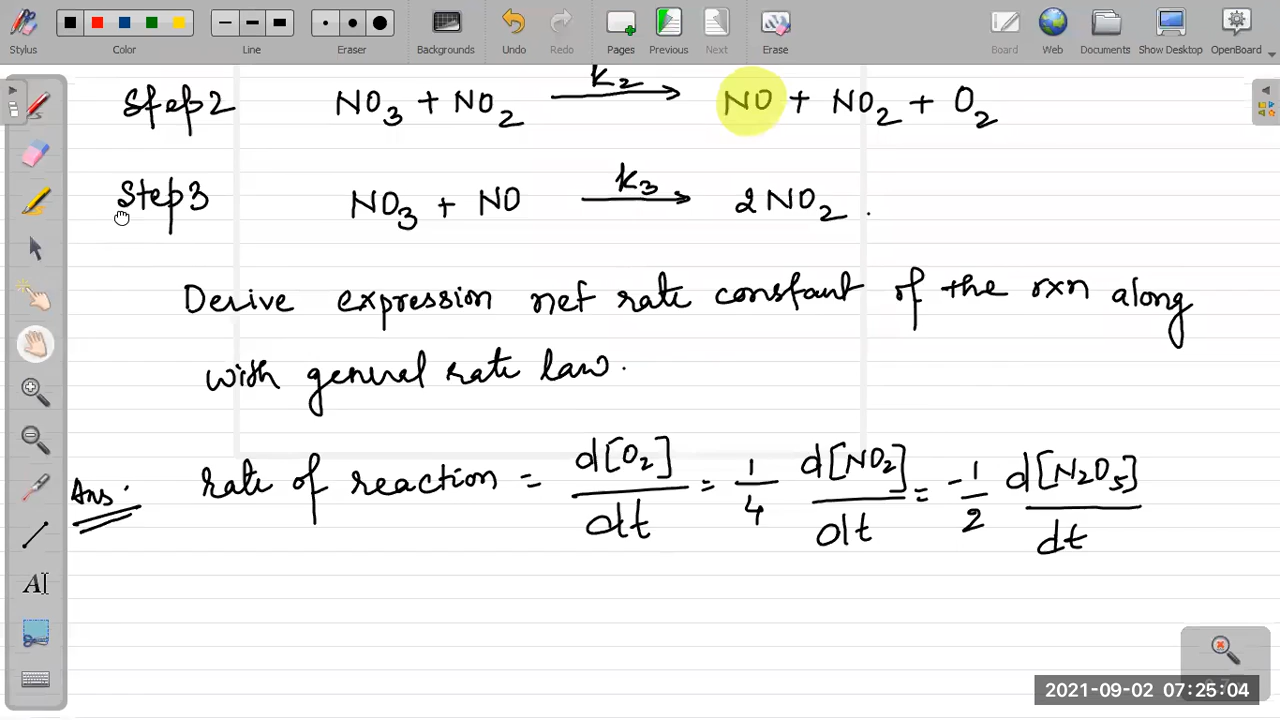 Stylus Color Line Eraser Backgrounds Undo Redo Pages Previous Next Erase Board Web Documents Show Desktop OpenBoard
Step2 NO3 + NO2 —k2→ NO + NO2 + O2
Step3 NO3 + NO —k3→ 2NO2.
Derive expression net rate constant of the rxn along
with general rate law.
Ans: rate of reaction = d[O2]/dt = 1/4 d[NO2]/dt = -1/2 d[N2O5]/dt
2021-09-02 07:25:04